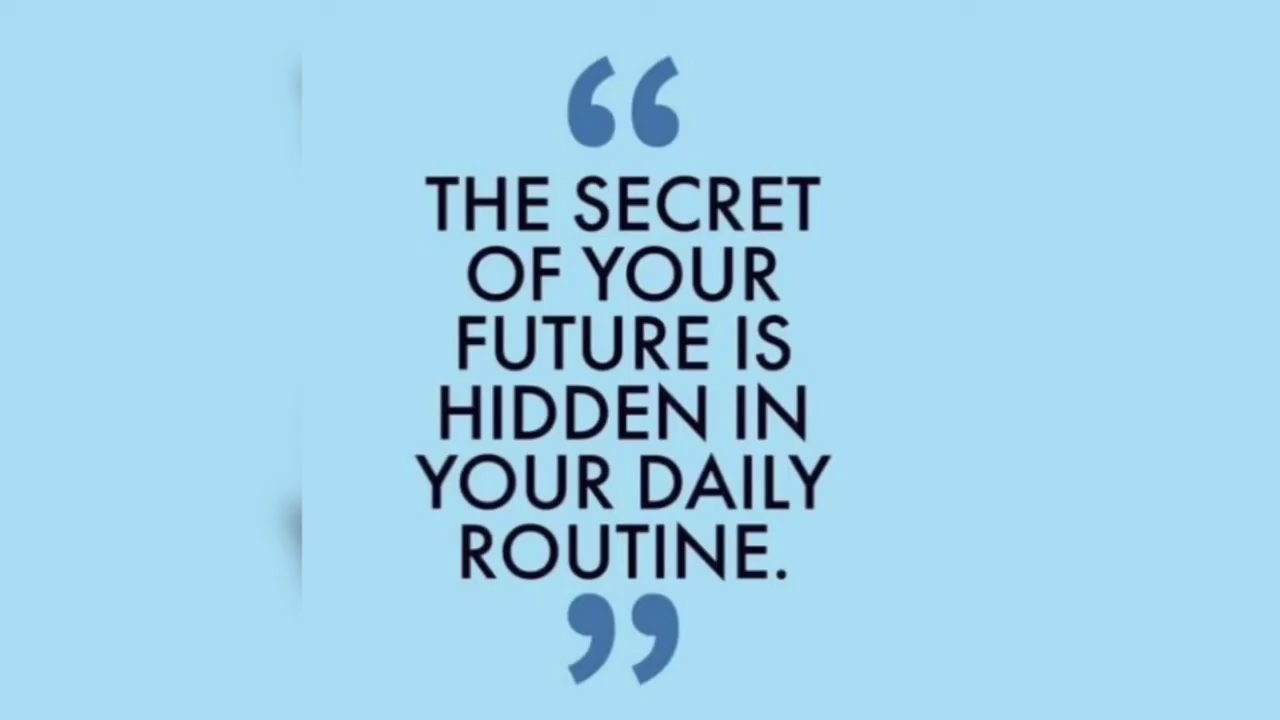 “
THE SECRET
OF YOUR
FUTURE IS
HIDDEN IN
YOUR DAILY
ROUTINE.
”